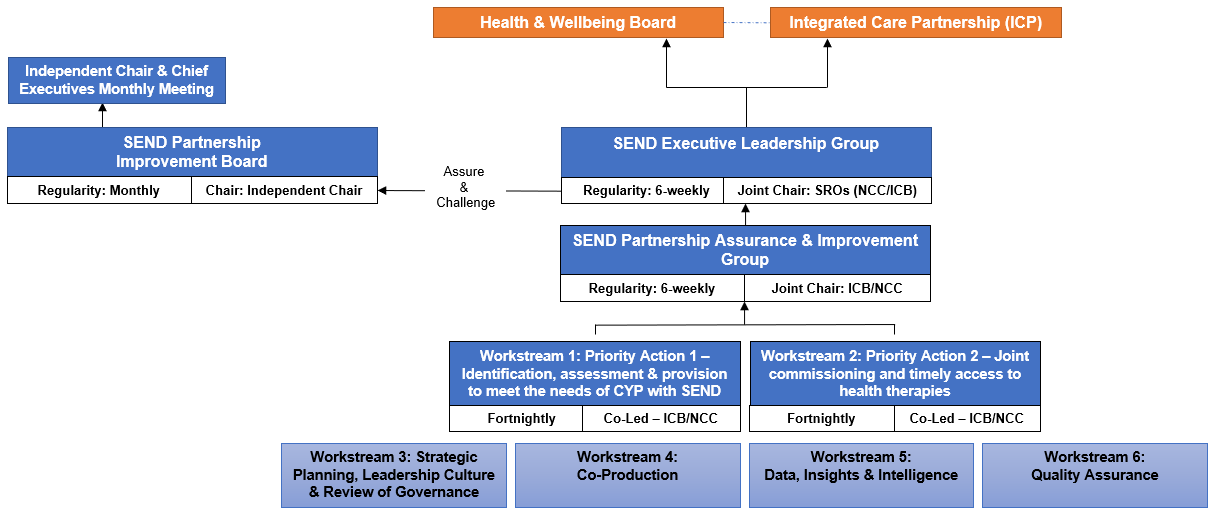 Health & Wellbeing Board
Integrated Care Partnership (ICP)
Independent Chair & Chief
Executives Monthly Meeting
SEND Partnership
Improvement Board
Regularity: Monthly
Chair: Independent Chair
Assure
&
Challenge
SEND Executive Leadership Group
Regularity: 6-weekly
Joint Chair: SROs (NCC/ICB)
SEND Partnership Assurance & Improvement
Group
Regularity: 6-weekly
Joint Chair: ICB/NCC
Workstream 1: Priority Action 1 –
Identification, assessment & provision
to meet the needs of CYP with SEND
Fortnightly
Co-Led – ICB/NCC
Workstream 2: Priority Action 2 – Joint
commissioning and timely access to
health therapies
Fortnightly
Co-Led – ICB/NCC
Workstream 3: Strategic
Planning, Leadership Culture
& Review of Governance
Workstream 4:
Co-Production
Workstream 5:
Data, Insights & Intelligence
Workstream 6:
Quality Assurance